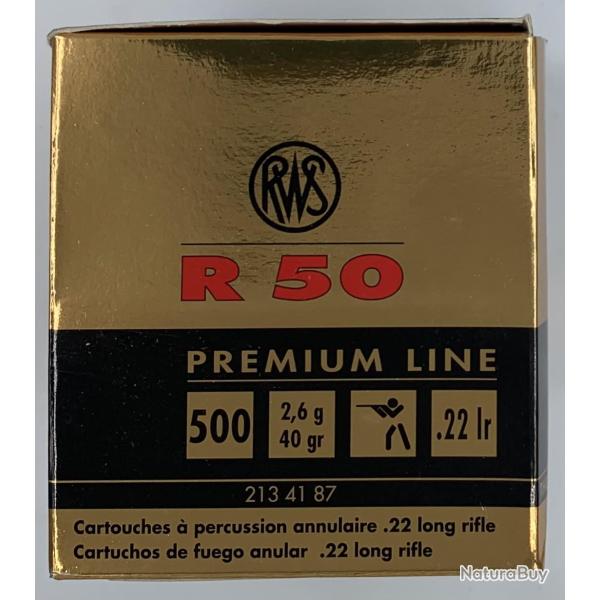 RWS
R 50
PREMIUM LINE
500
2,6 g
40 gr
.22 lr
213 41 87
Cartouches à percussion annulaire .22 long rifle
Cartuchos de fuego anular .22 long rifle
NaturaBuy